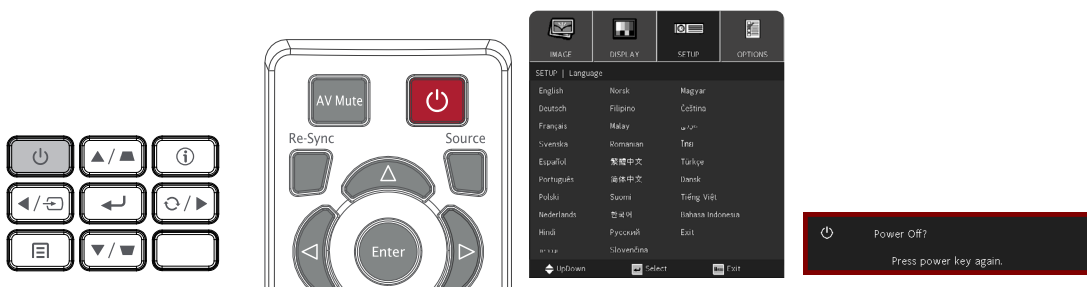 AV Mute
Re-Sync
Source
Enter
IMAGE
DISPLAY
SETUP
OPTIONS
SETUP | Language
English Norsk Magyar
Deutsch Filipino Čeština
Français Malay
Svenska Romanian ไทย
Español 繁體中文 Türkçe
Português 简体中文 Dansk
Polski Suomi Tiếng Việt
Nederlands 한국어 Bahasa Indonesia
Hindi Русский Exit
Slovenčina
UpDown
Select
Exit
Power Off?
Press power key again.